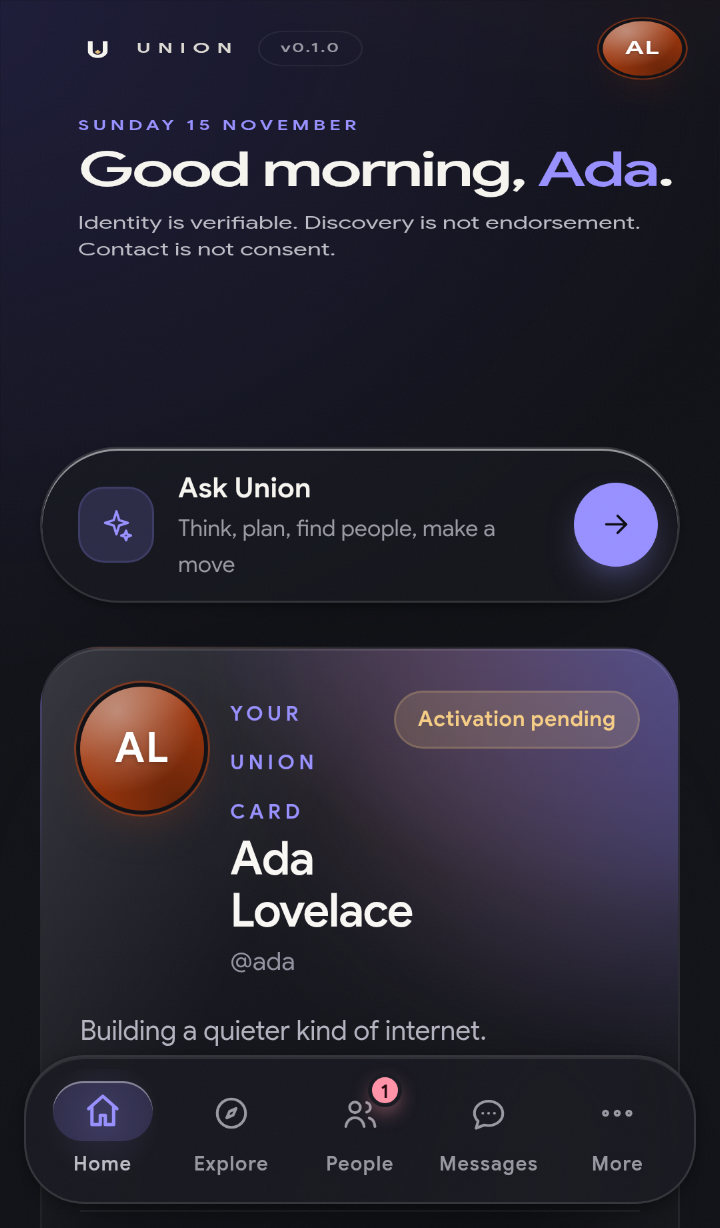 U UNION v0.1.0 AL
SUNDAY 15 NOVEMBER
Good morning, Ada.
Identity is verifiable. Discovery is not endorsement.
Contact is not consent.
Ask Union
Think, plan, find people, make a
move
AL
YOUR
UNION
CARD
Activation pending
Ada
Lovelace
@ada
Building a quieter kind of internet.
1
Home Explore People Messages More